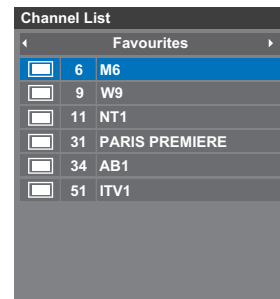 Channel List
Favourites
6 M6
9 W9
11 NT1
31 PARIS PREMIERE
34 AB1
51 ITV1